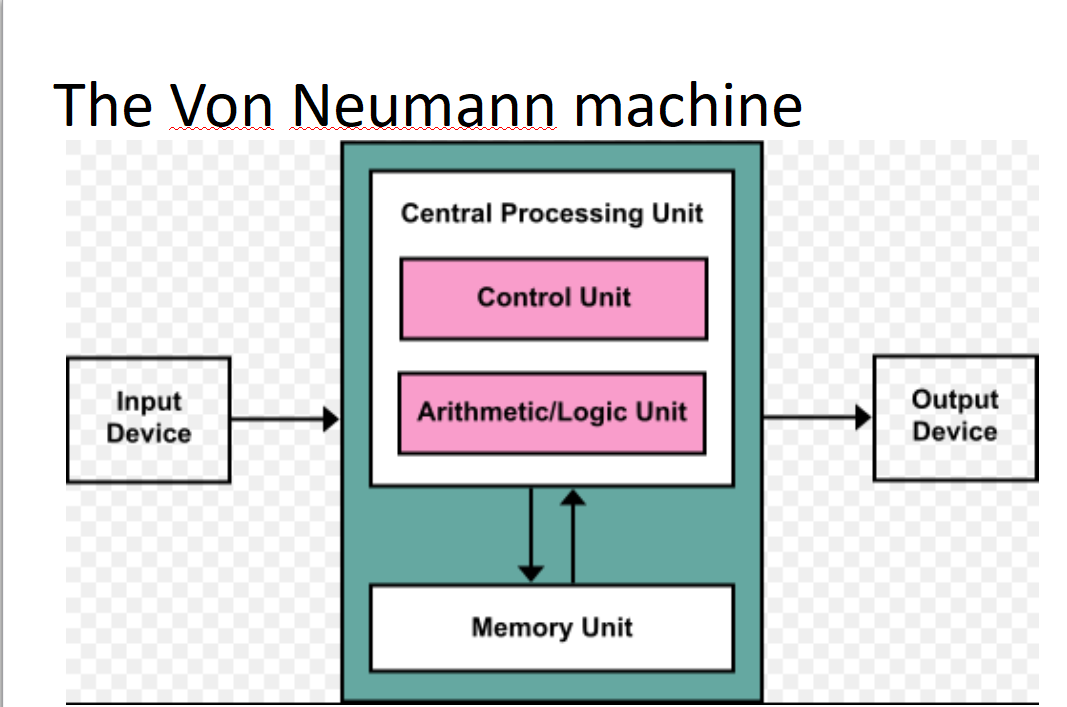 The Von Neumann machine
Central Processing Unit
Control Unit
Arithmetic/Logic Unit
Input
Device
Output
Device
Memory Unit